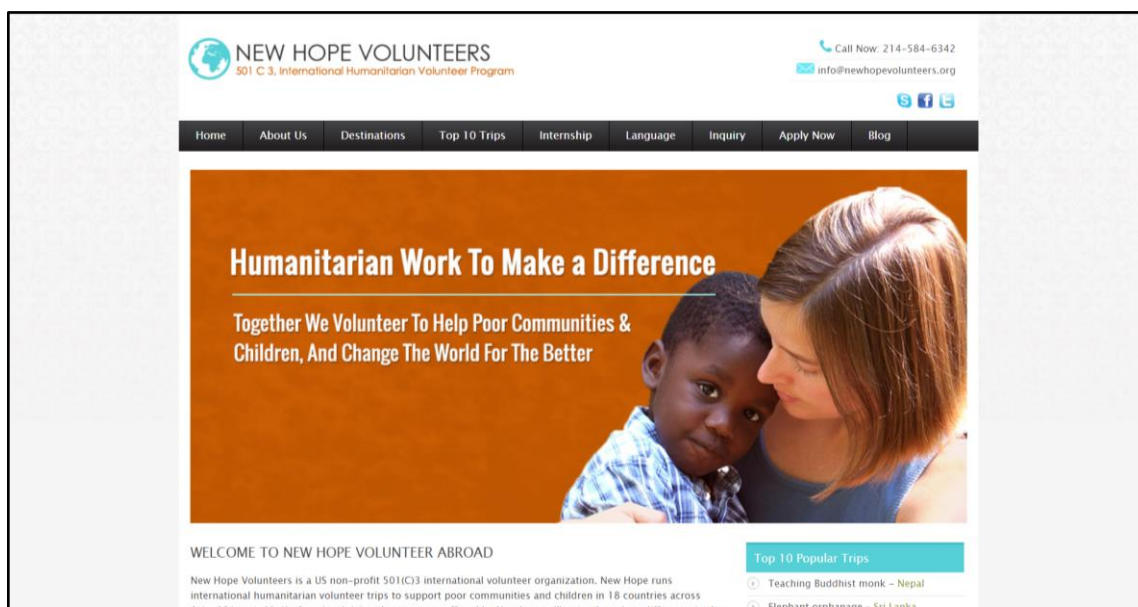 NEW HOPE VOLUNTEERS
501 C 3, International Humanitarian Volunteer Program
Call Now: 214-584-6342
info@newhopevolunteers.org
Home About Us Destinations Top 10 Trips Internship Language Inquiry Apply Now Blog
Humanitarian Work To Make a Difference
Together We Volunteer To Help Poor Communities &
Children, And Change The World For The Better
WELCOME TO NEW HOPE VOLUNTEER ABROAD
New Hope Volunteers is a US non-profit 501(C)3 international volunteer organization. New Hope runs
international humanitarian volunteer trips to support poor communities and children in 18 countries across
Top 10 Popular Trips
Teaching Buddhist monk - Nepal
Elephant orphanage - Sri Lanka